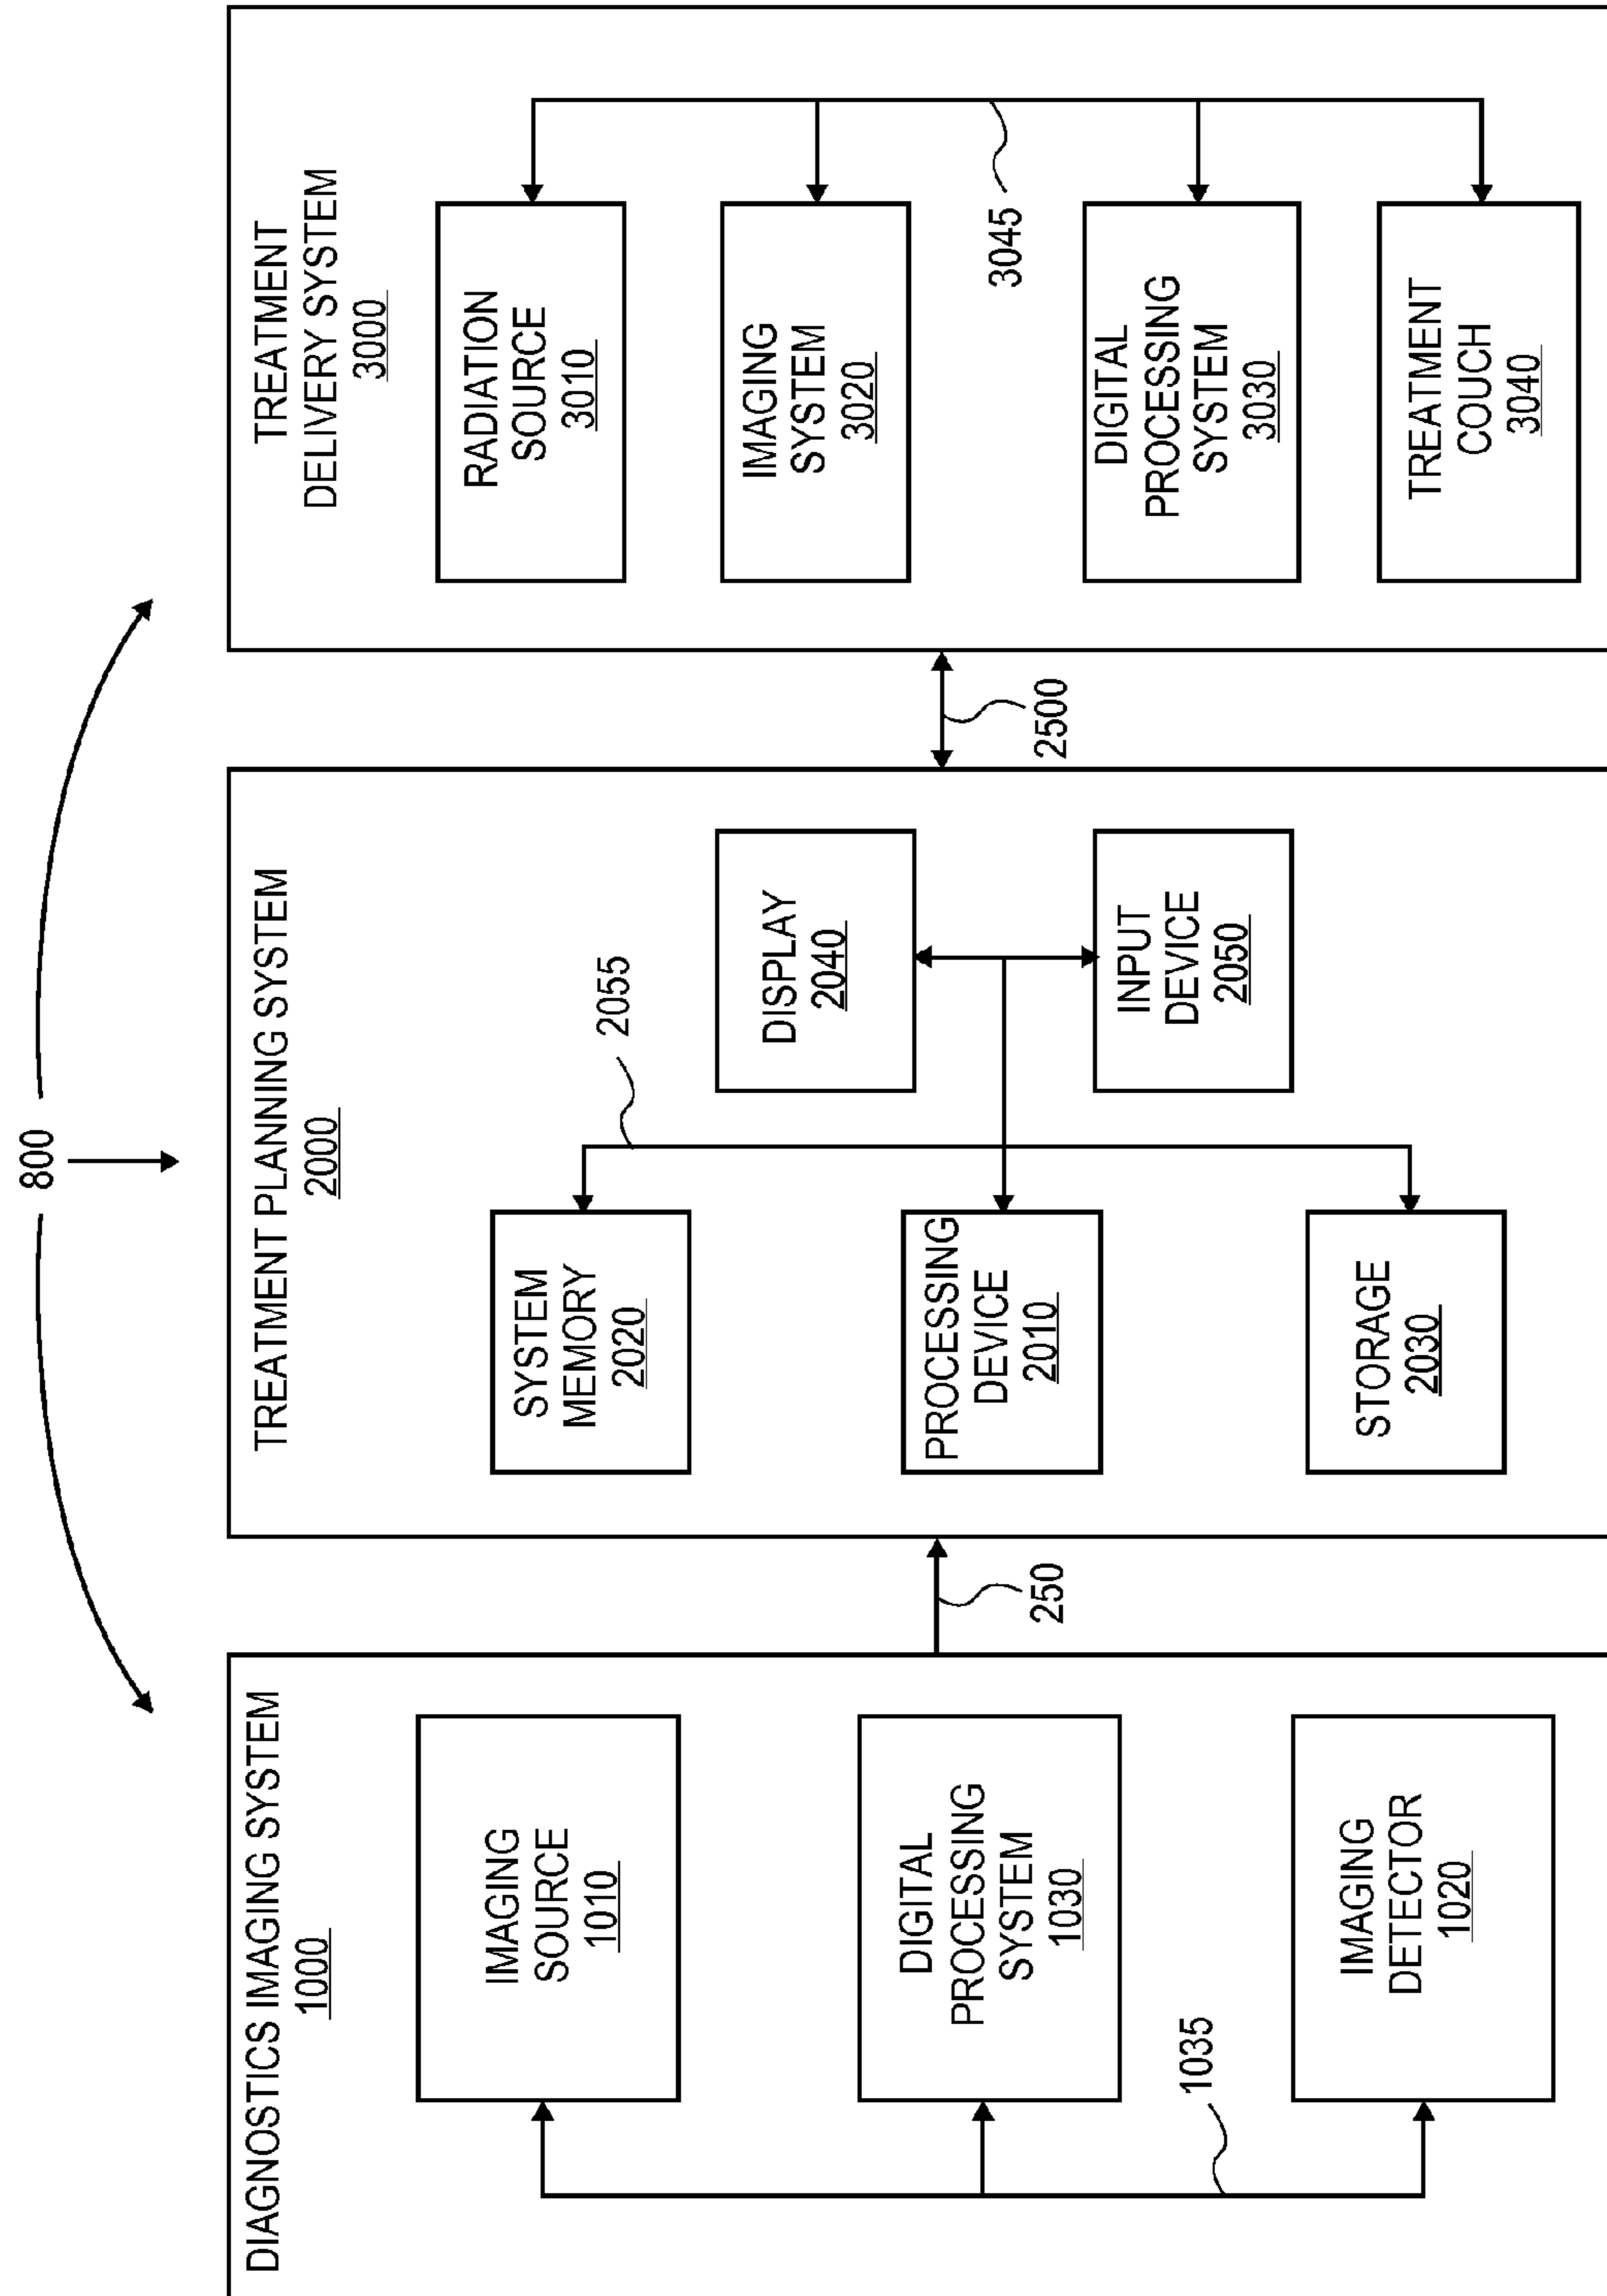 800
DIAGNOSTICS IMAGING SYSTEM
1000
IMAGING
SOURCE
1010
DIGITAL
PROCESSING
SYSTEM
1030
IMAGING
DETECTOR
1020
1035
250
TREATMENT PLANNING SYSTEM
2000
2055
SYSTEM
MEMORY
2020
PROCESSING
DEVICE
2010
STORAGE
2030
DISPLAY
2040
INPUT
DEVICE
2050
2500
TREATMENT
DELIVERY SYSTEM
3000
RADIATION
SOURCE
3010
IMAGING
SYSTEM
3020
3045
DIGITAL
PROCESSING
SYSTEM
3030
TREATMENT
COUCH
3040